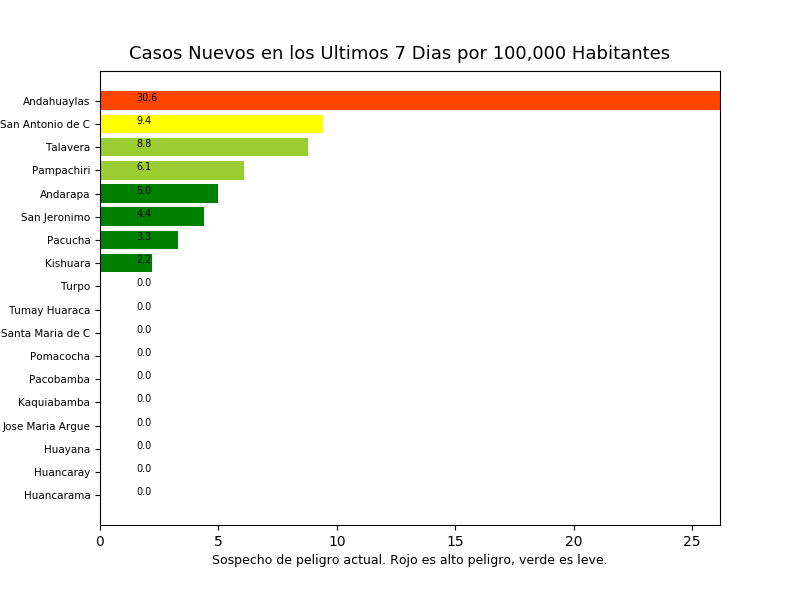 Casos Nuevos en los Ultimos 7 Dias por 100,000 Habitantes
Andahuaylas 30.6
San Antonio de C 9.4
Talavera 8.8
Pampachiri 6.1
Andarapa 5.0
San Jeronimo 4.4
Pacucha 3.3
Kishuara 2.2
Turpo 0.0
Tumay Huaraca 0.0
Santa Maria de C 0.0
Pomacocha 0.0
Pacobamba 0.0
Kaquiabamba 0.0
Jose Maria Argue 0.0
Huayana 0.0
Huancaray 0.0
Huancarama 0.0
0 5 10 15 20 25
Sospecho de peligro actual. Rojo es alto peligro, verde es leve.